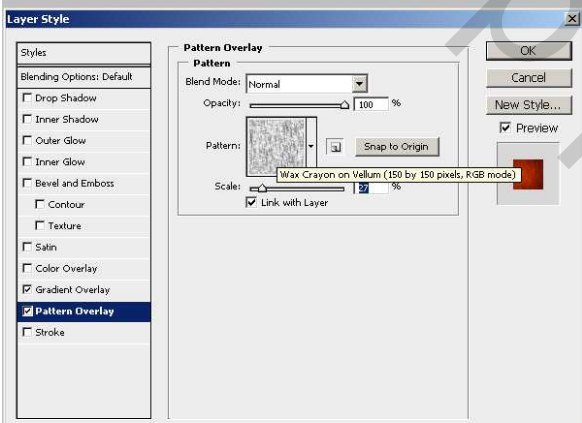 Layer Style
Styles
Blending Options: Default
Drop Shadow
Inner Shadow
Outer Glow
Inner Glow
Bevel and Emboss
Contour
Texture
Satin
Color Overlay
Gradient Overlay
Pattern Overlay
Stroke
Pattern Overlay
Pattern
Blend Mode: Normal
Opacity: 100 %
Pattern: Snap to Origin
Wax Crayon on Vellum (150 by 150 pixels, RGB mode)
Scale: 27 %
Link with Layer
OK
Cancel
New Style...
Preview